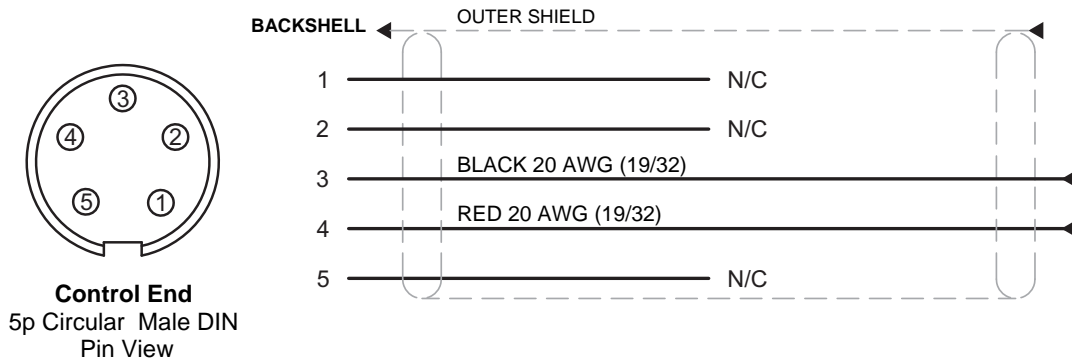 BACKSHELL OUTER SHIELD
1 N/C
2 N/C
3 BLACK 20 AWG (19/32)
4 RED 20 AWG (19/32)
5 N/C
3
4 2
5 1
Control End
5p Circular Male DIN
Pin View